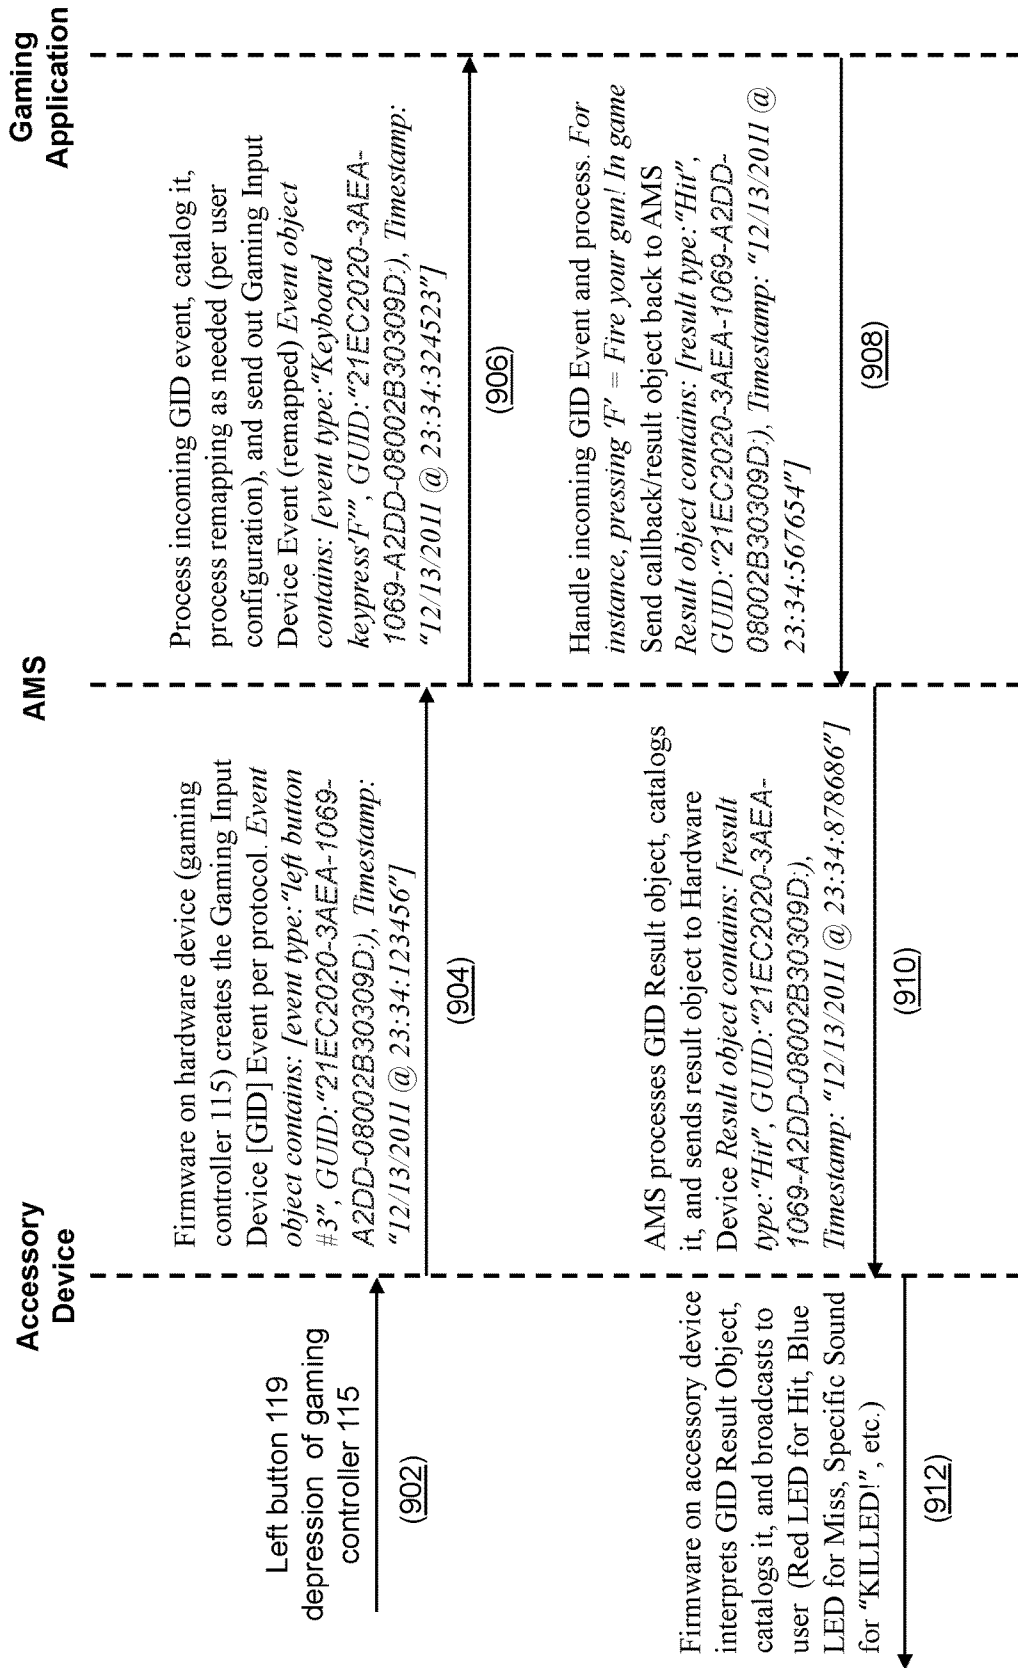 Accessory
Device
AMS
Gaming
Application
Left button 119
depression of gaming
controller 115
(902)
Firmware on hardware device (gaming
controller 115) creates the Gaming Input
Device [GID] Event per protocol. Event
object contains: [event type:"left button
#3", GUID:"21EC2020-3AEA-1069-
A2DD-08002B30309D:), Timestamp:
"12/13/2011 @ 23:34:123456"]
(904)
Process incoming GID event, catalog it,
process remapping as needed (per user
configuration), and send out Gaming Input
Device Event (remapped) Event object
contains: [event type:"Keyboard
keypress'F'", GUID:"21EC2020-3AEA-
1069-A2DD-08002B30309D:), Timestamp:
"12/13/2011 @ 23:34:324523"]
(906)
Handle incoming GID Event and process. For
instance, pressing 'F' = Fire your gun! In game
Send callback/result object back to AMS
Result object contains: [result type:"Hit",
GUID:"21EC2020-3AEA-1069-A2DD-
08002B30309D:), Timestamp: "12/13/2011 @
23:34:567654"]
(908)
AMS processes GID Result object, catalogs
it, and sends result object to Hardware
Device Result object contains: [result
type:"Hit", GUID:"21EC2020-3AEA-
1069-A2DD-08002B30309D:),
Timestamp: "12/13/2011 @ 23:34:878686"]
(910)
Firmware on accessory device
interprets GID Result Object,
catalogs it, and broadcasts to
user (Red LED for Hit, Blue
LED for Miss, Specific Sound
for "KILLED!", etc.)
(912)